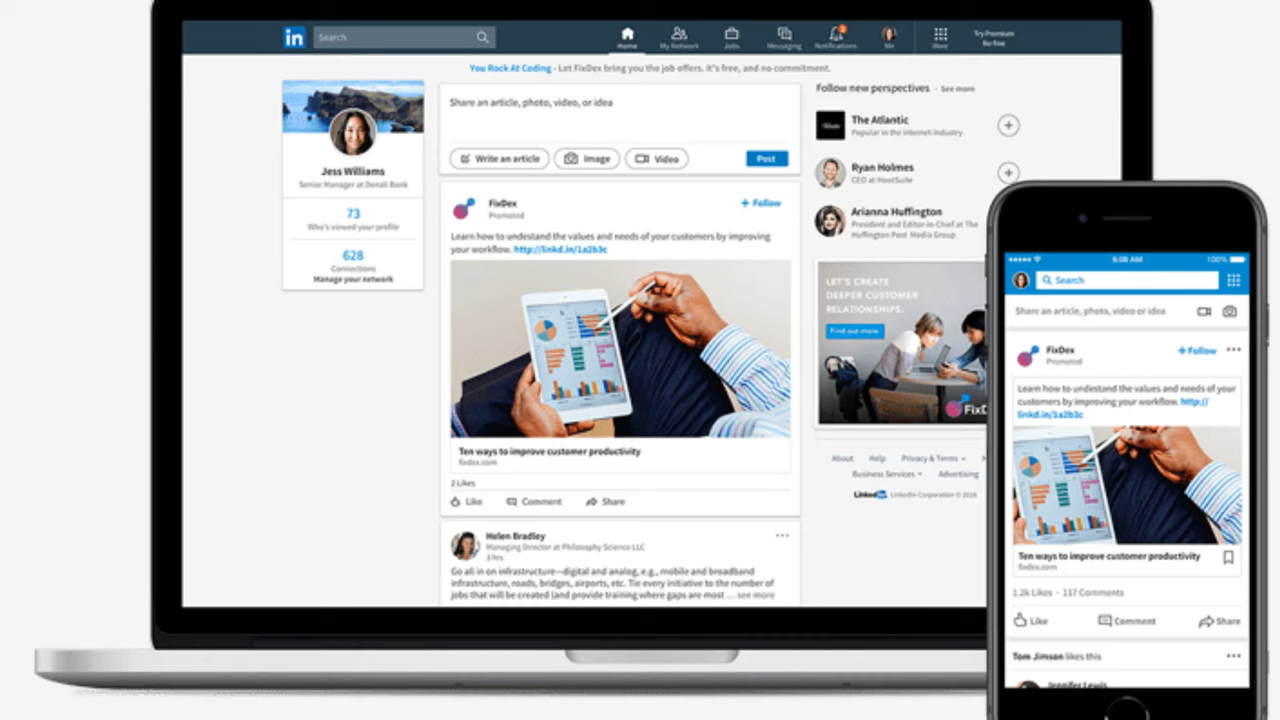 in
Search
Home
My Network
Jobs
Messaging
Notifications
Me
More
Try Premium
for free
You Rock At Coding - Let FixDex bring you the job offers. It's free, and no commitment.
Jess Williams
Senior Manager at Denali Bank
73
Who's viewed your profile
628
Connections
Manage your network
Share an article, photo, video, or idea
Write an article
Image
Video
Post
FixDex
Promoted
+ Follow
Learn how to undestand the values and needs of your customers by improving
your workflow. http://linkd.in/1a2b3c
Ten ways to improve customer productivity
fixdex.com
2 Likes
Like
Comment
Share
Helen Bradley
Managing Director at Philosophy Science LLC
3 hrs
Go all in on infrastructure—digital and analog, e.g., mobile and broadband
infrastructure, roads, bridges, airports, etc. Tie every initiative to the number of
jobs that will be created (and provide training where gaps are most ... see more
Follow new perspectives · See more
The Atlantic
Popular in the internet industry
Ryan Holmes
CEO at HootSuite
Arianna Huffington
President and Editor-in-Chief at The
Huffington Post Media Group
LET'S CREATE
DEEPER CUSTOMER
RELATIONSHIPS.
Find out more
FixD
About Help Privacy & Terms
Business Services Advertising
LinkedIn LinkedIn Corporation © 2016
5:08 AM
100%
Search
Share an article, photo, video or idea
FixDex
Promoted
+ Follow
Learn how to undestand the values and needs of your
customers by improving your workflow. http://
linkd.in/1a2b3c
Ten ways to improve customer productivity
fixdex.com
1.2k Likes · 117 Comments
Like
Comment
Share
Tom Jimson likes this
Jennifer Lewis